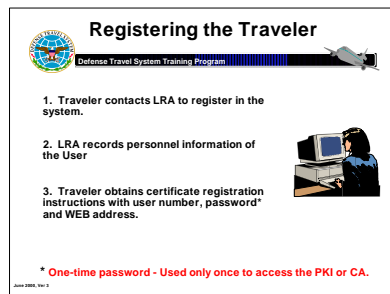 Registering the Traveler
Defense Travel System Training Program
1. Traveler contacts LRA to register in the
system.
2. LRA records personnel information of
the User
3. Traveler obtains certificate registration
instructions with user number, password*
and WEB address.
* One-time password - Used only once to access the PKI or CA.
June 2000, Ver 3